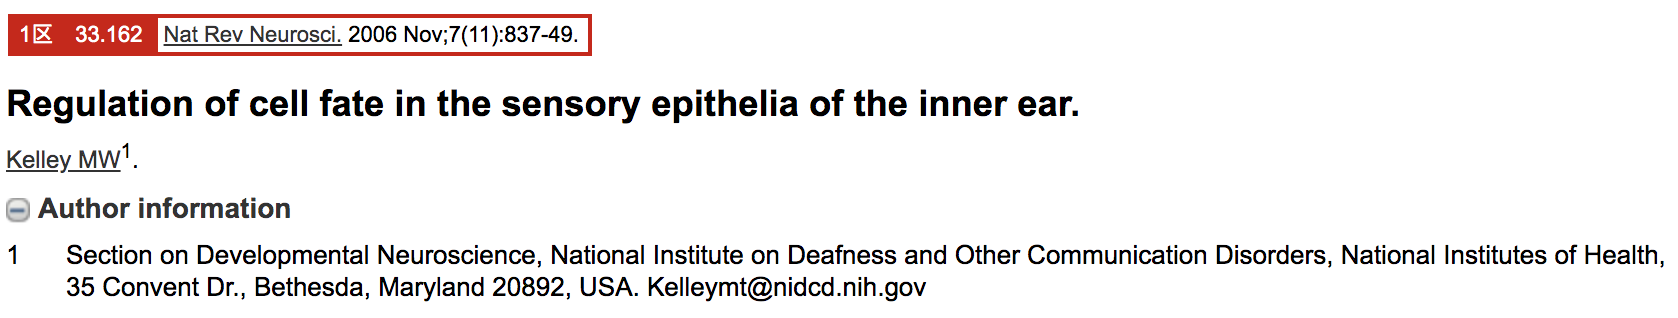 1区 33.162 Nat Rev Neurosci. 2006 Nov;7(11):837-49.
Regulation of cell fate in the sensory epithelia of the inner ear.
Kelley MW1.
Author information
1 Section on Developmental Neuroscience, National Institute on Deafness and Other Communication Disorders, National Institutes of Health,
35 Convent Dr., Bethesda, Maryland 20892, USA. Kelleymt@nidcd.nih.gov